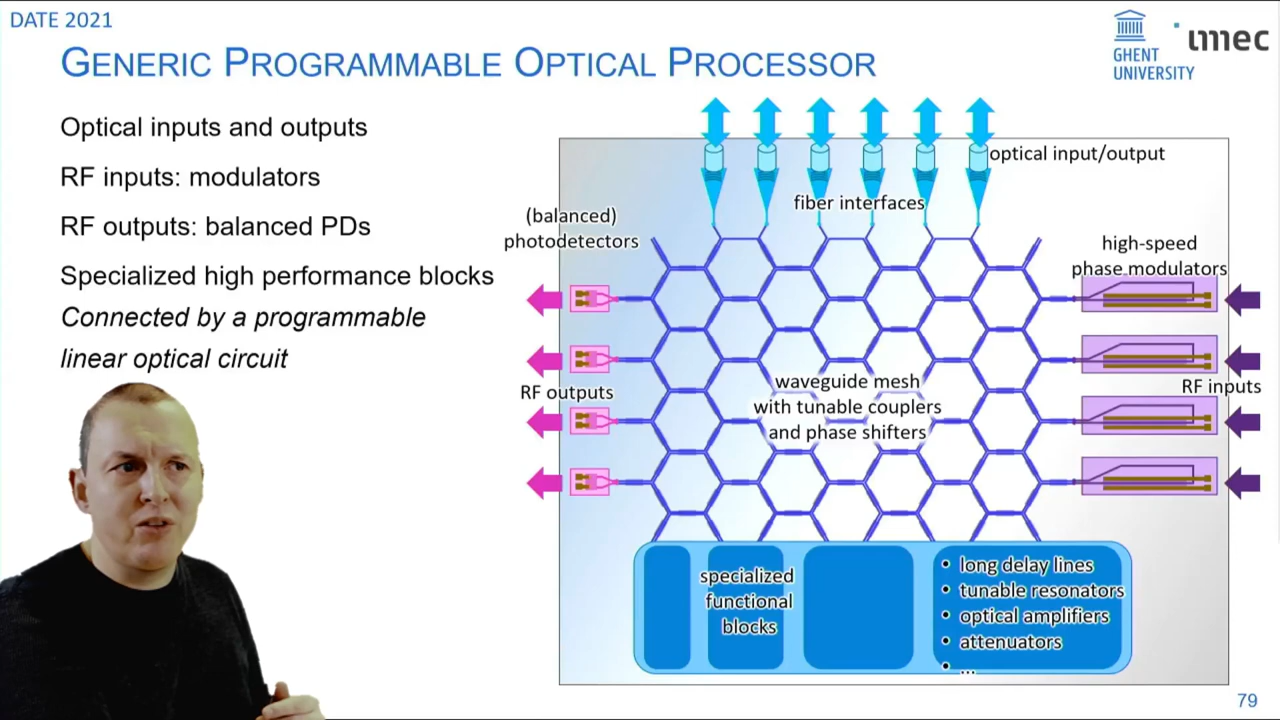 DATE 2021
GENERIC PROGRAMMABLE OPTICAL PROCESSOR
GHENT
UNIVERSITY
imec
Optical inputs and outputs
RF inputs: modulators
RF outputs: balanced PDs
Specialized high performance blocks
Connected by a programmable
linear optical circuit
optical input/output
fiber interfaces
(balanced)
photodetectors
high-speed
phase modulators
RF outputs
RF inputs
waveguide mesh
with tunable couplers
and phase shifters
specialized
functional
blocks
• long delay lines
• tunable resonators
• optical amplifiers
• attenuators
• ...
79